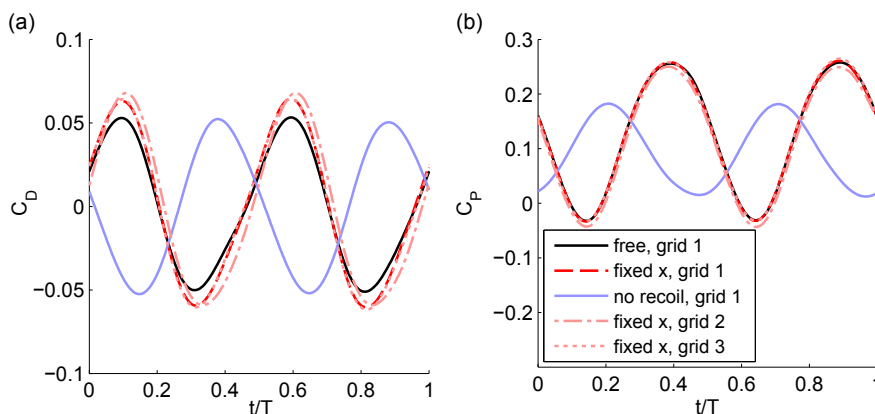 (a)
0.1
0.05
0
−0.05
−0.1
C_D
0 0.2 0.4 0.6 0.8 1
t/T
(b)
0.3
0.2
0.1
0
−0.1
−0.2
C_P
free, grid 1
fixed x, grid 1
no recoil, grid 1
fixed x, grid 2
fixed x, grid 3
0 0.2 0.4 0.6 0.8 1
t/T